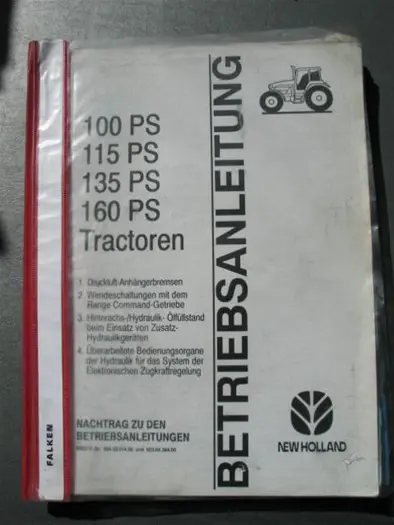 100 PS
115 PS
135 PS
160 PS
Tractoren
1. Druckluft-Anhängerbremsen
2. Wendeschaltungen mit dem
Range Command-Getriebe
3. Hinterachs-/Hydraulik- Ölfüllstand
beim Einsatz von Zusatz-
Hydraulikgeräten
4. Überarbeitete Bedienungsorgane
der Hydraulik für das System der
Elektronischen Zugkraftregelung
NACHTRAG ZU DEN
BETRIEBSANLEITUNGEN
BETRIEBSANLEITUNG
NEW HOLLAND
FALKEN